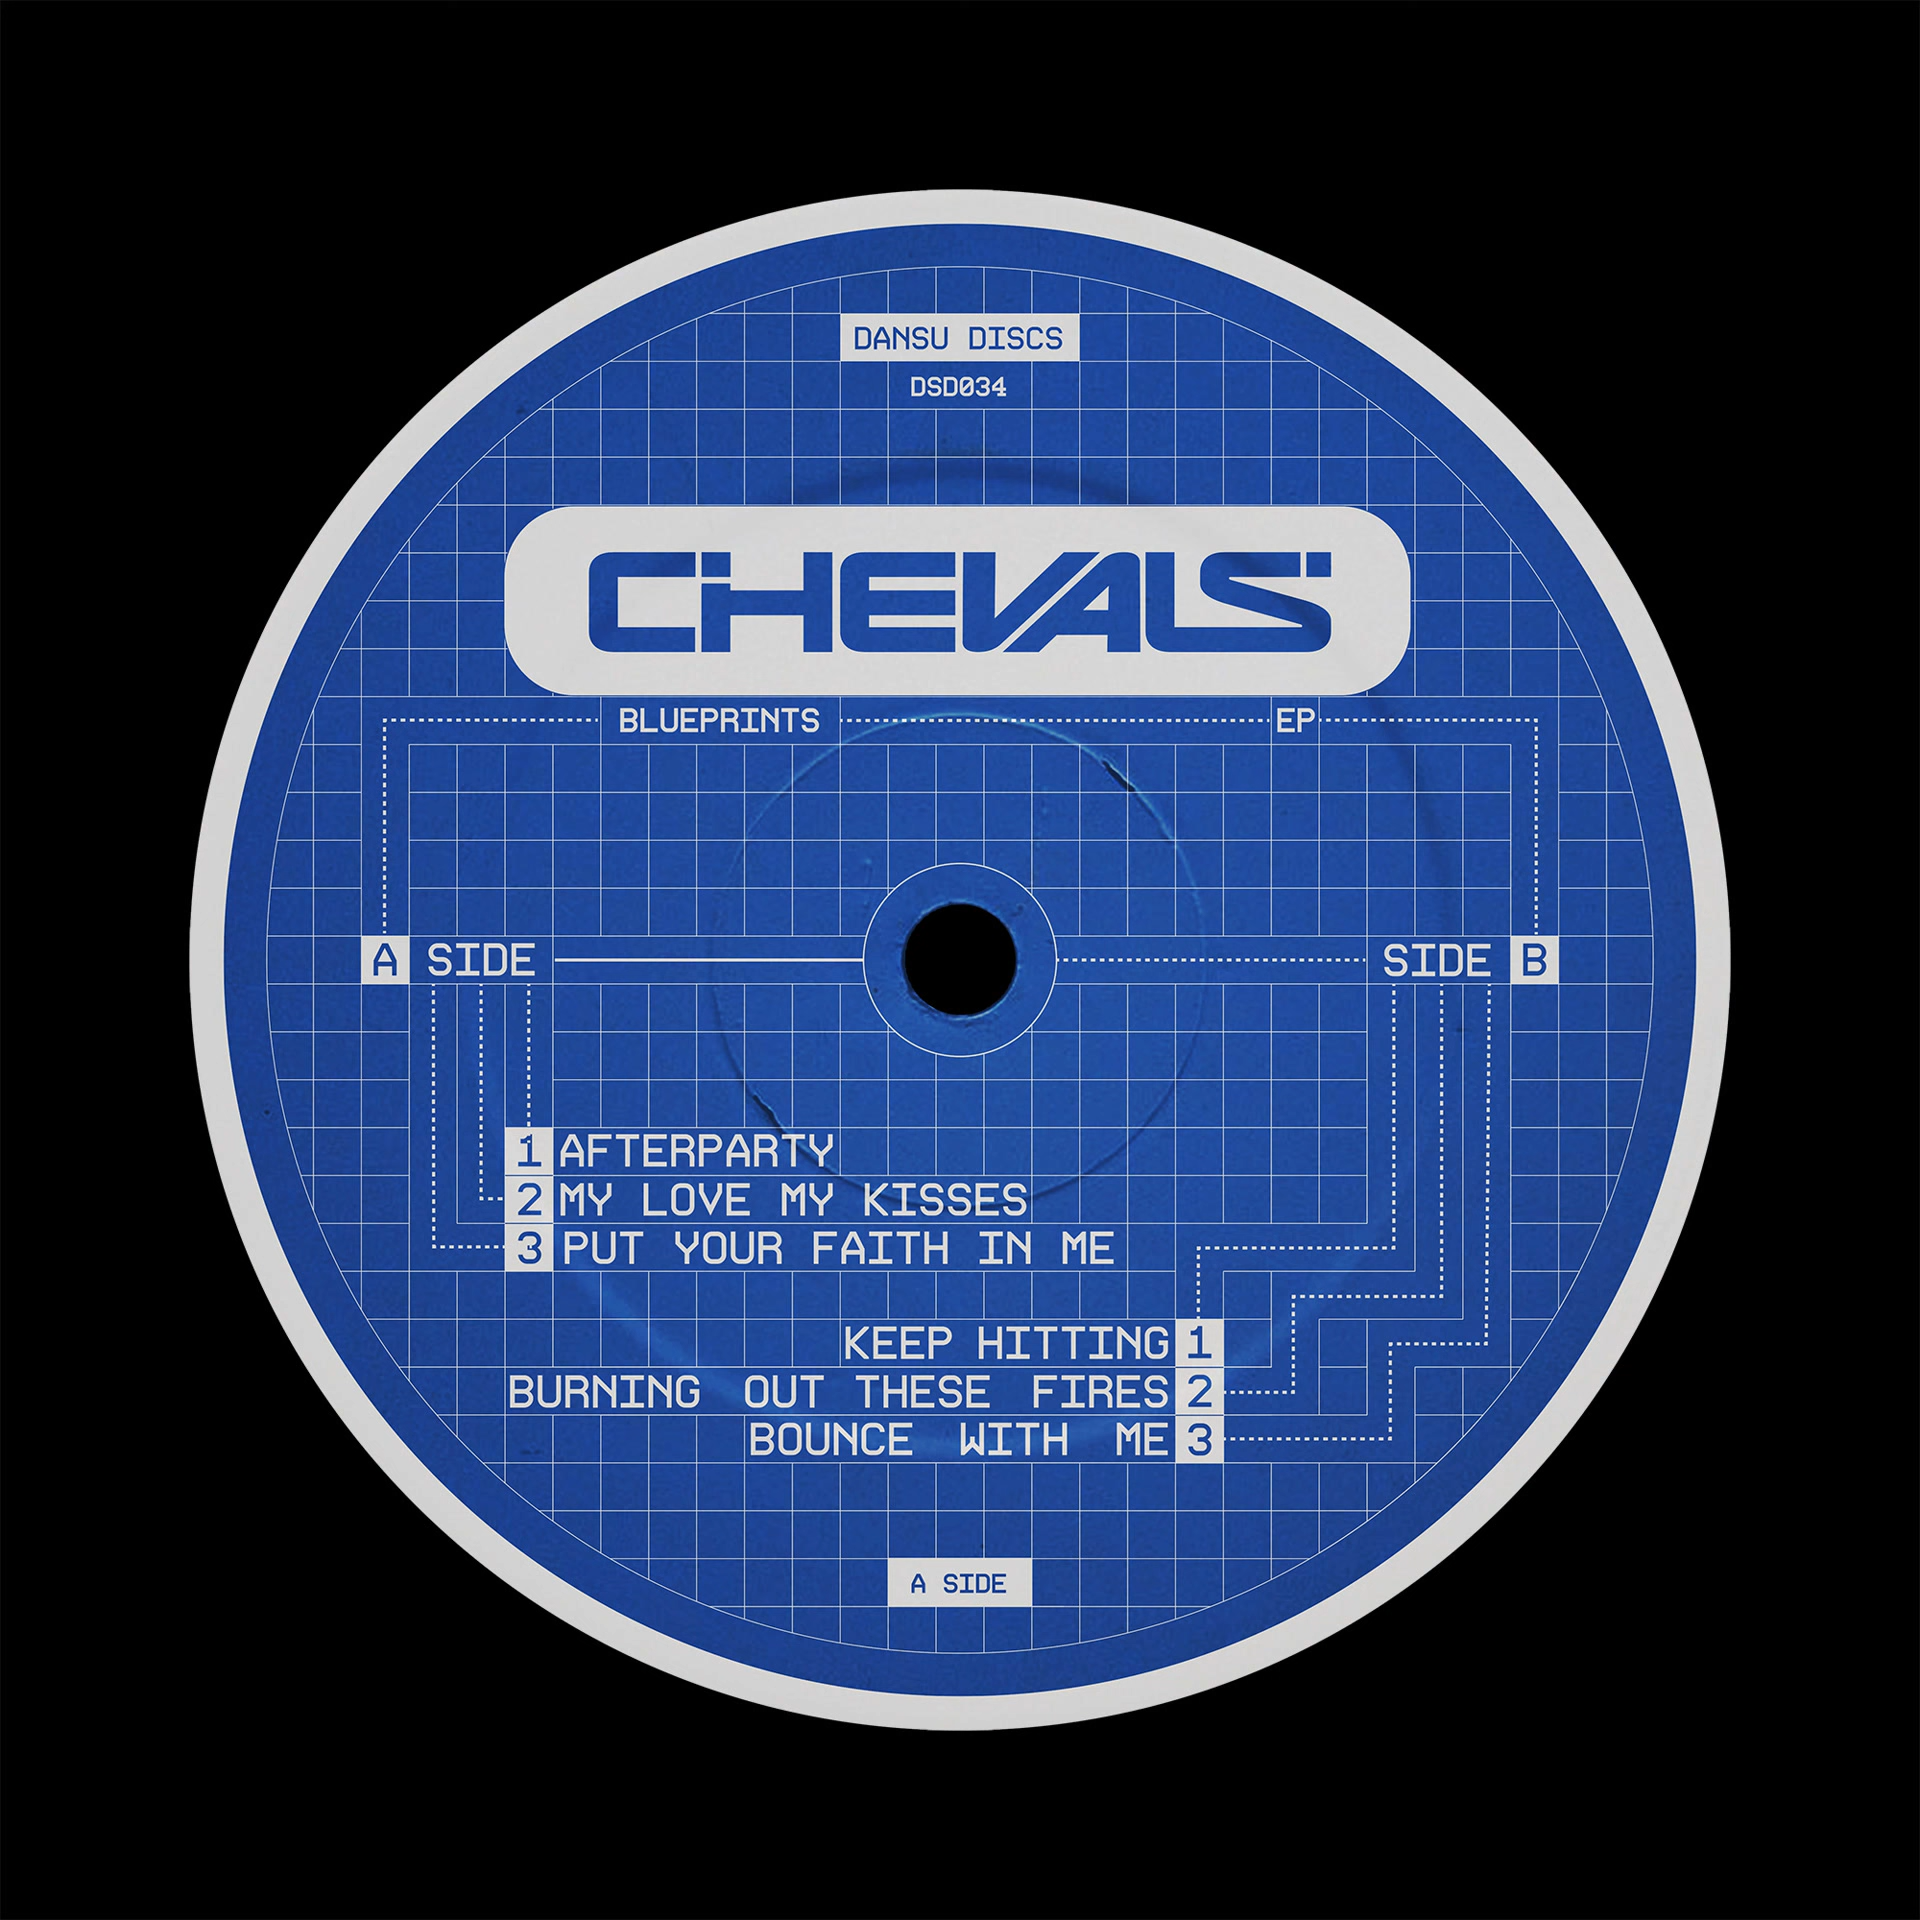 DANSU DISCS
DSD034
CHEVALS
BLUEPRINTS EP
A SIDE SIDE B
1 AFTERPARTY
2 MY LOVE MY KISSES
3 PUT YOUR FAITH IN ME
KEEP HITTING 1
BURNING OUT THESE FIRES 2
BOUNCE WITH ME 3
A SIDE